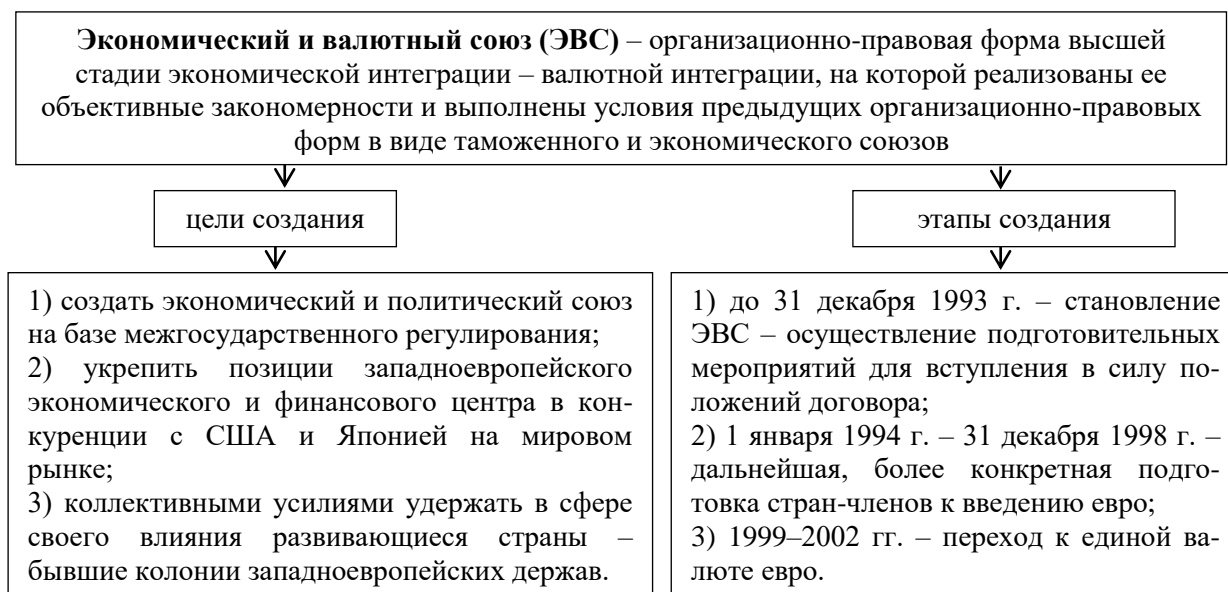 Экономический и валютный союз (ЭВС) – организационно-правовая форма высшей
стадии экономической интеграции – валютной интеграции, на которой реализованы ее
объективные закономерности и выполнены условия предыдущих организационно-правовых
форм в виде таможенного и экономического союзов
цели создания
1) создать экономический и политический союз
на базе межгосударственного регулирования;
2) укрепить позиции западноевропейского
экономического и финансового центра в кон-
куренции с США и Японией на мировом
рынке;
3) коллективными усилиями удержать в сфере
своего влияния развивающиеся страны –
бывшие колонии западноевропейских держав.
этапы создания
1) до 31 декабря 1993 г. – становление
ЭВС – осуществление подготовительных
мероприятий для вступления в силу по-
ложений договора;
2) 1 января 1994 г. – 31 декабря 1998 г. –
дальнейшая, более конкретная подго-
товка стран-членов к введению евро;
3) 1999–2002 гг. – переход к единой ва-
люте евро.